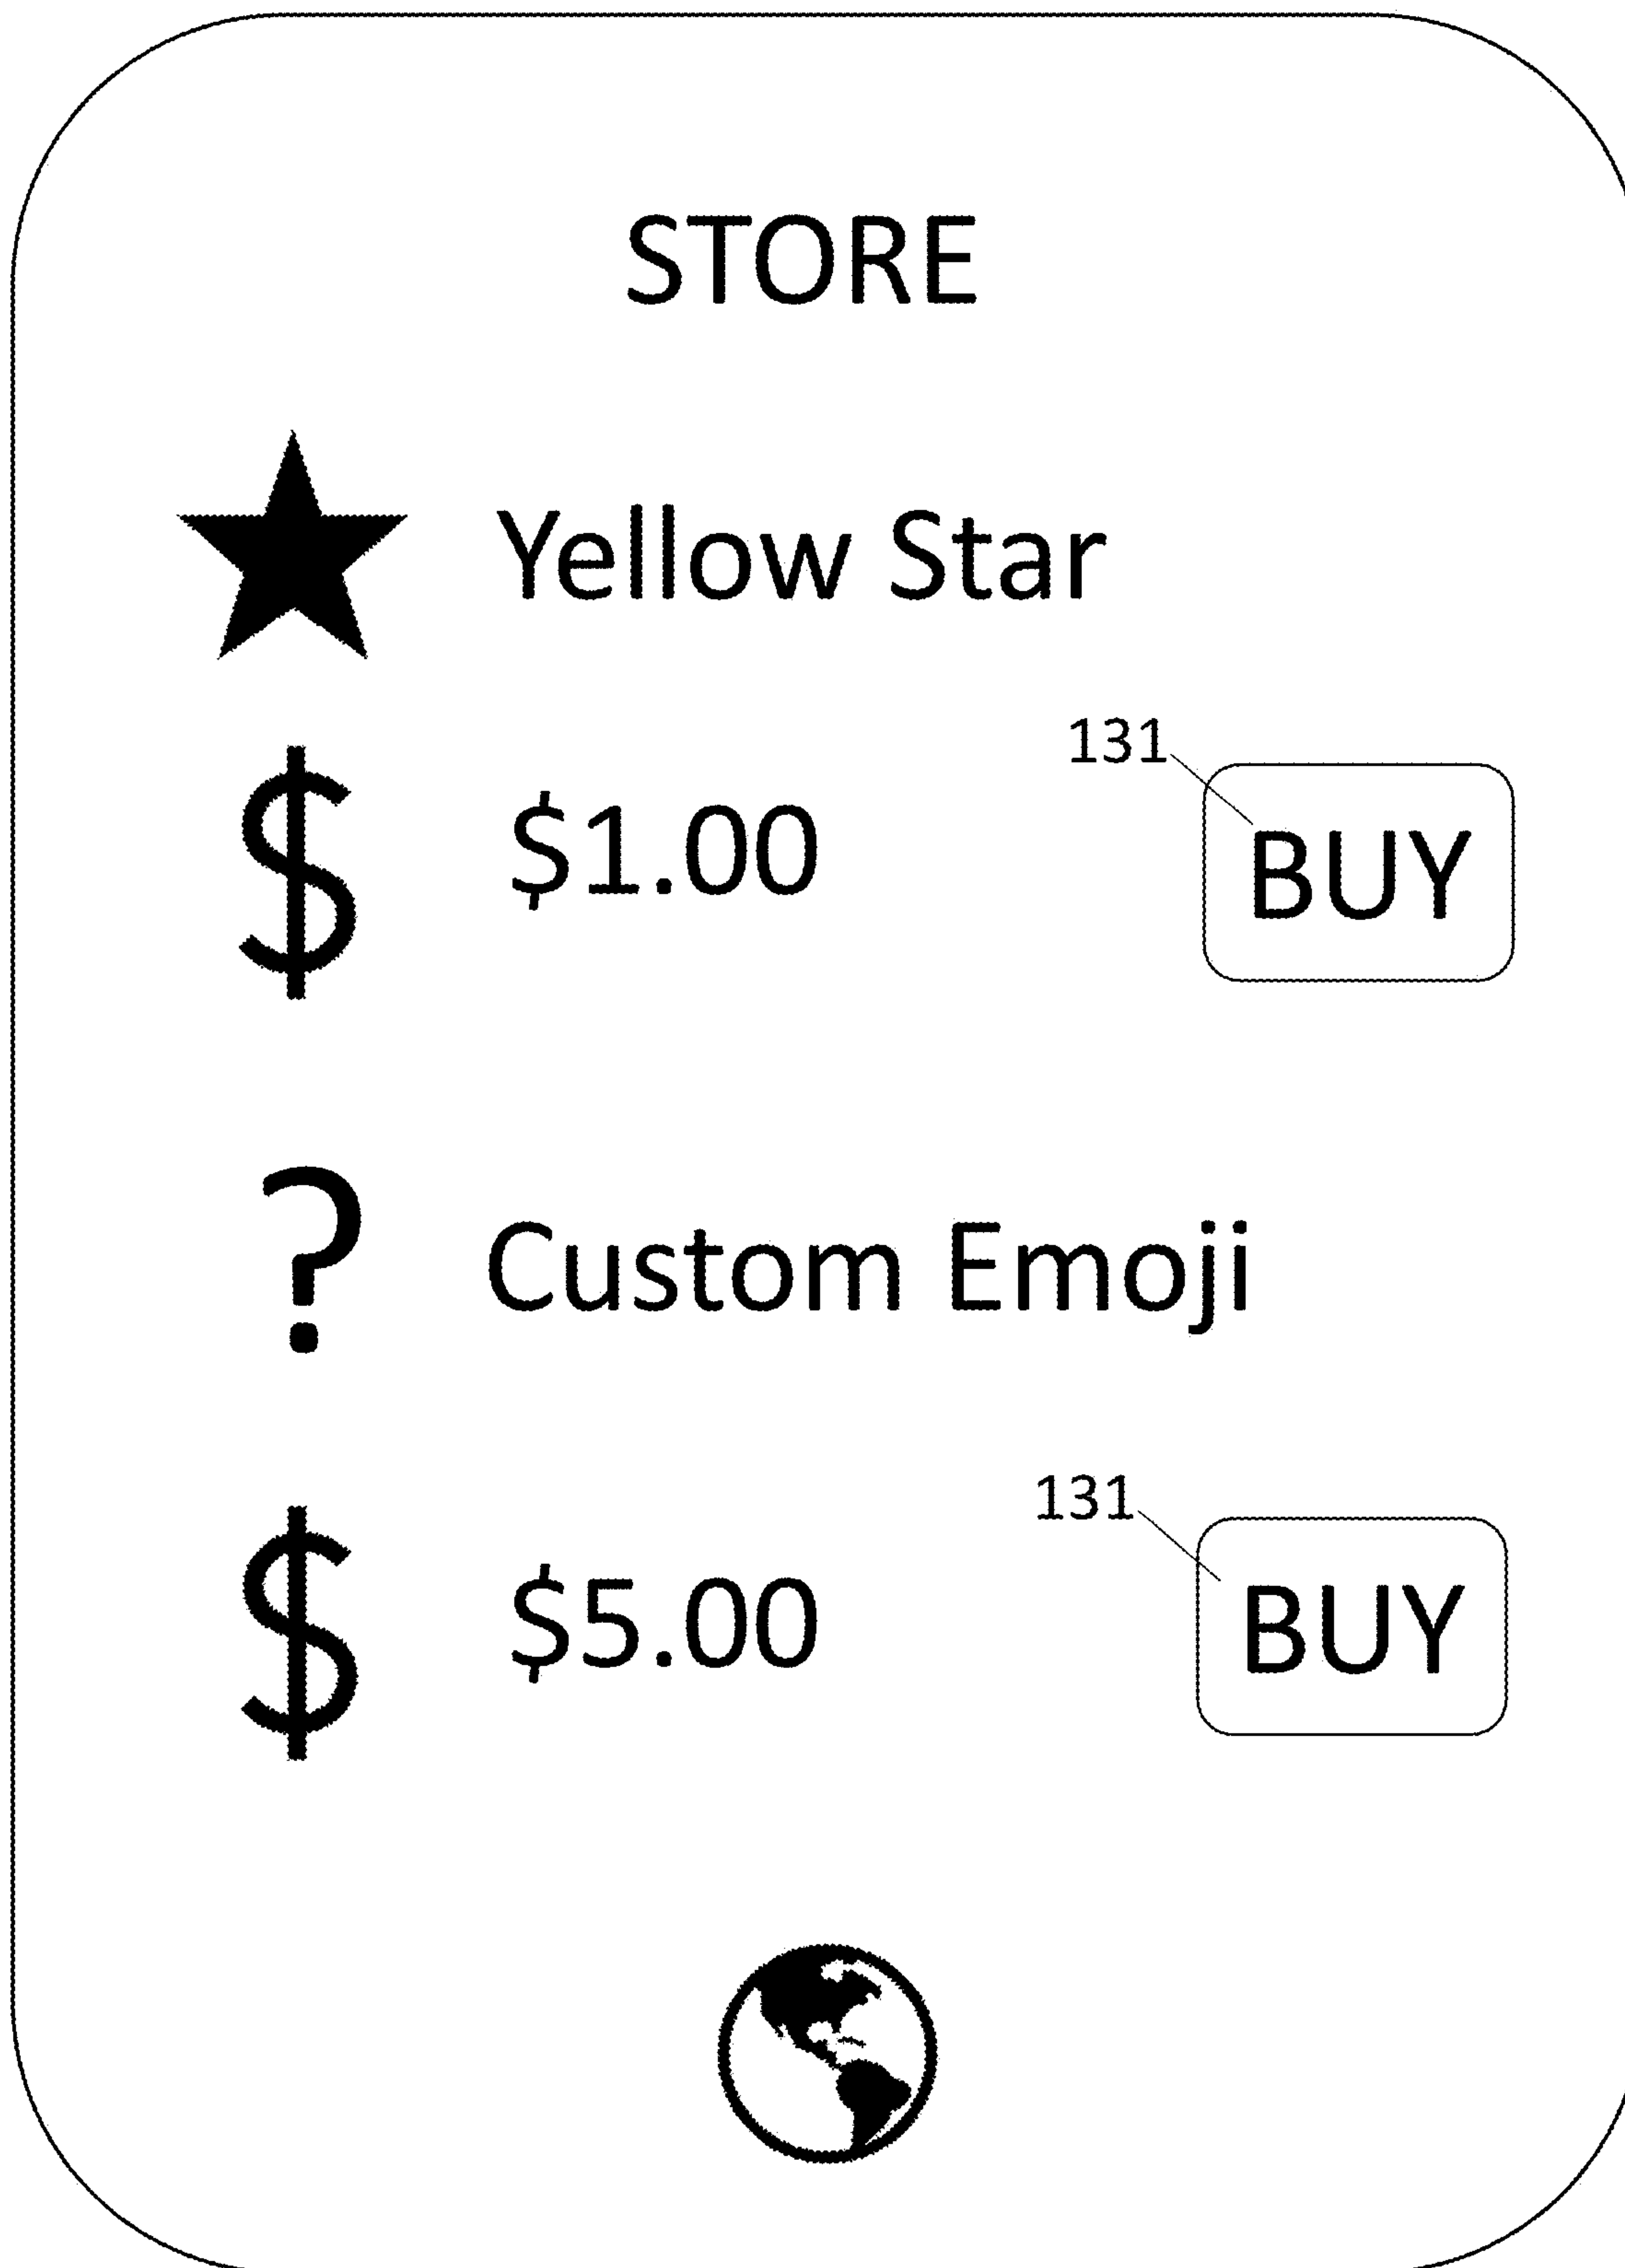 STORE
Yellow Star
131
$ $1.00 BUY
? Custom Emoji
131
$ $5.00 BUY